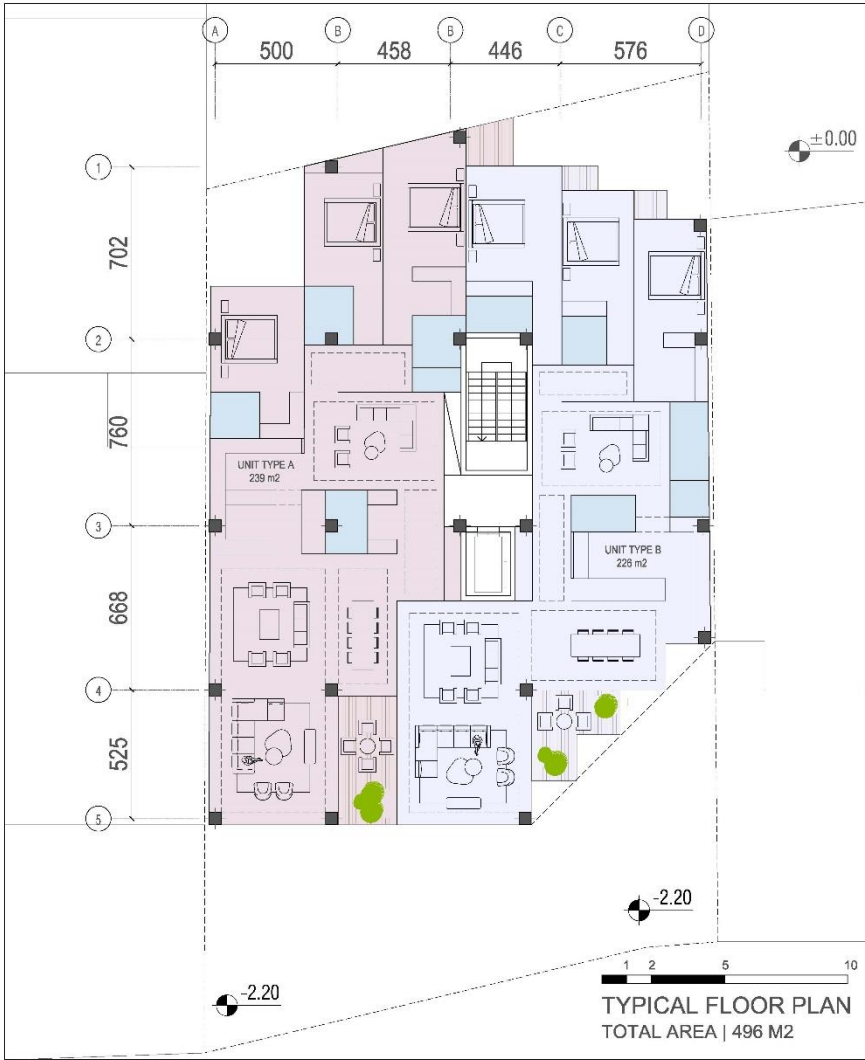 A B B C D
500 458 446 576
±0.00
1
702
2
760
UNIT TYPE A
239 m2
3
UNIT TYPE B
226 m2
668
4
525
5
-2.20
-2.20
1 2 5 10
TYPICAL FLOOR PLAN
TOTAL AREA | 496 M2